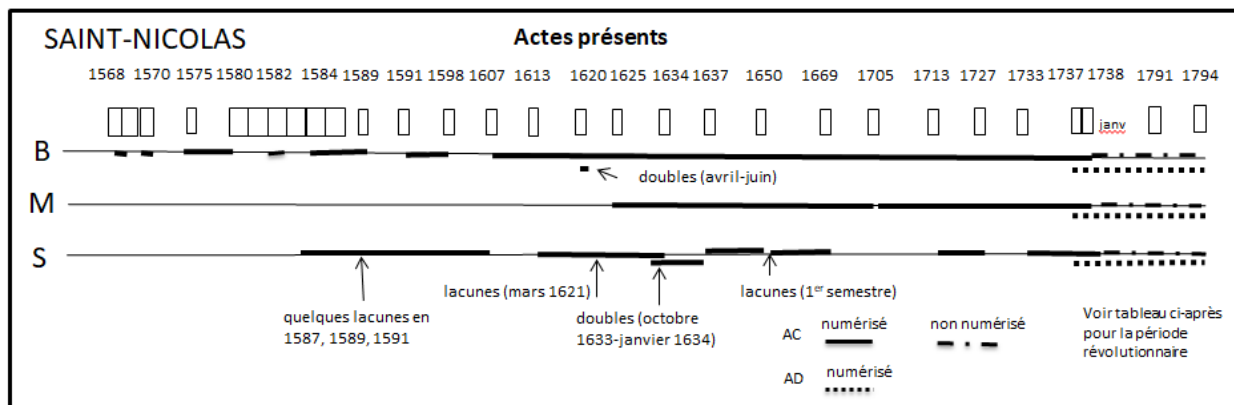 SAINT-NICOLAS
Actes présents
1568 1570 1575 1580 1582 1584 1589 1591 1598 1607 1613 1620 1625 1634 1637 1650 1669 1705 1713 1727 1733 1737 1738 1791 1794
janv
B
doubles (avril-juin)
M
S
lacunes (mars 1621)
lacunes (1er semestre)
quelques lacunes en
1587, 1589, 1591
doubles (octobre
1633-janvier 1634)
AC numérisé non numérisé
AD numérisé
Voir tableau ci-après
pour la période
révolutionnaire